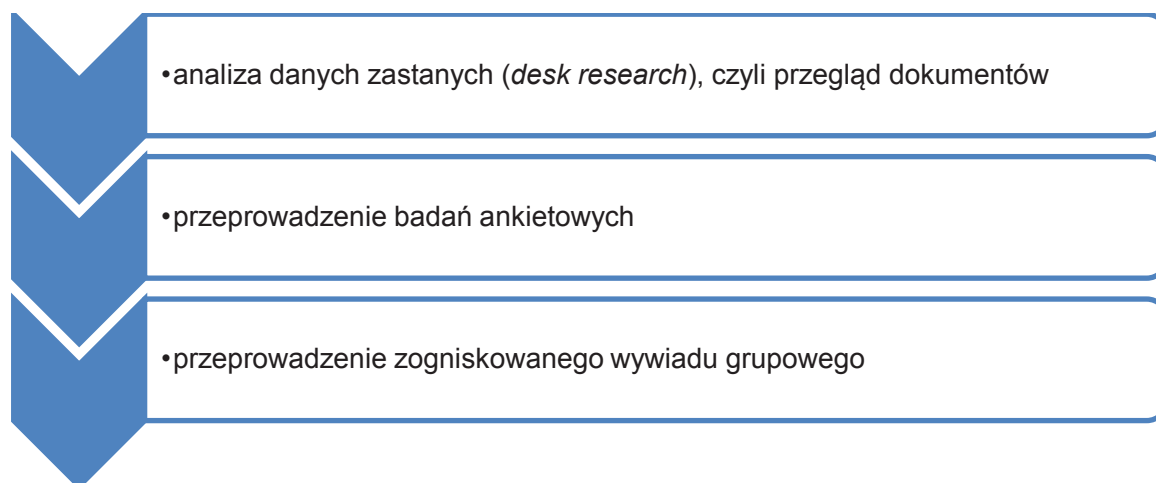 •analiza danych zastanych (desk research), czyli przegląd dokumentów
•przeprowadzenie badań ankietowych
•przeprowadzenie zogniskowanego wywiadu grupowego